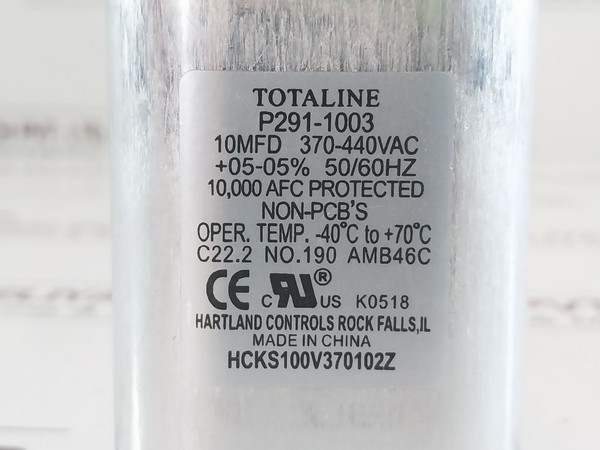 TOTALINE
P291-1003
10MFD 370-440VAC
+05-05% 50/60HZ
10,000 AFC PROTECTED
NON-PCB'S
OPER. TEMP. -40°C to +70°C
C22.2 NO.190 AMB46C
CE C RU® US K0518
HARTLAND CONTROLS ROCK FALLS,IL
MADE IN CHINA
HCKS100V370102Z